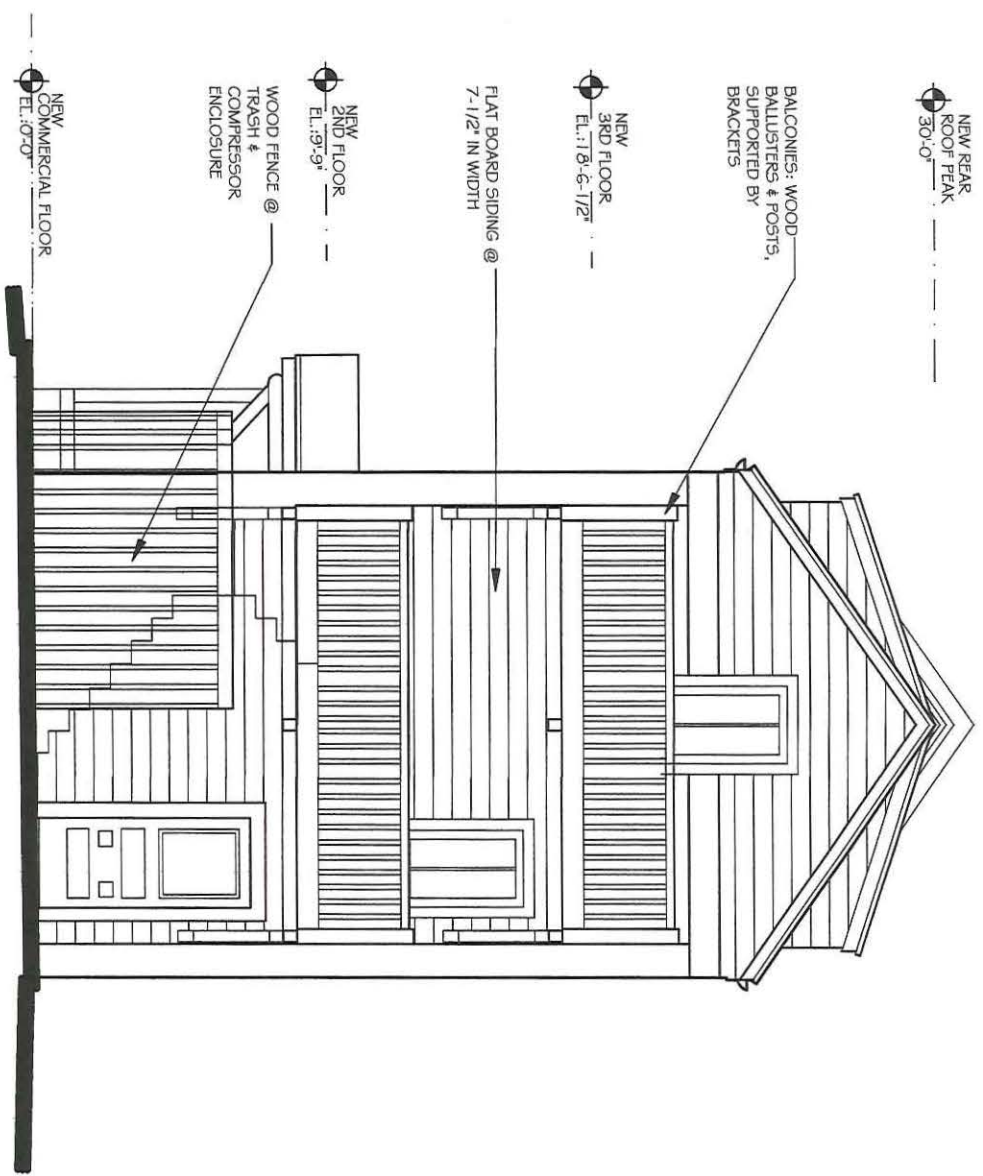 NEW REAR
ROOF PEAK
30'-0"
BALCONIES: WOOD
BALLUSTERS & POSTS,
SUPPORTED BY
BRACKETS
NEW
3RD FLOOR
EL.:18'-6-1/2"
FLAT BOARD SIDING @
7-1/2" IN WIDTH
NEW
2ND FLOOR
EL.:9'-9"
WOOD FENCE @
TRASH &
COMPRESSOR
ENCLOSURE
NEW
COMMERCIAL FLOOR
EL.:0'-0"